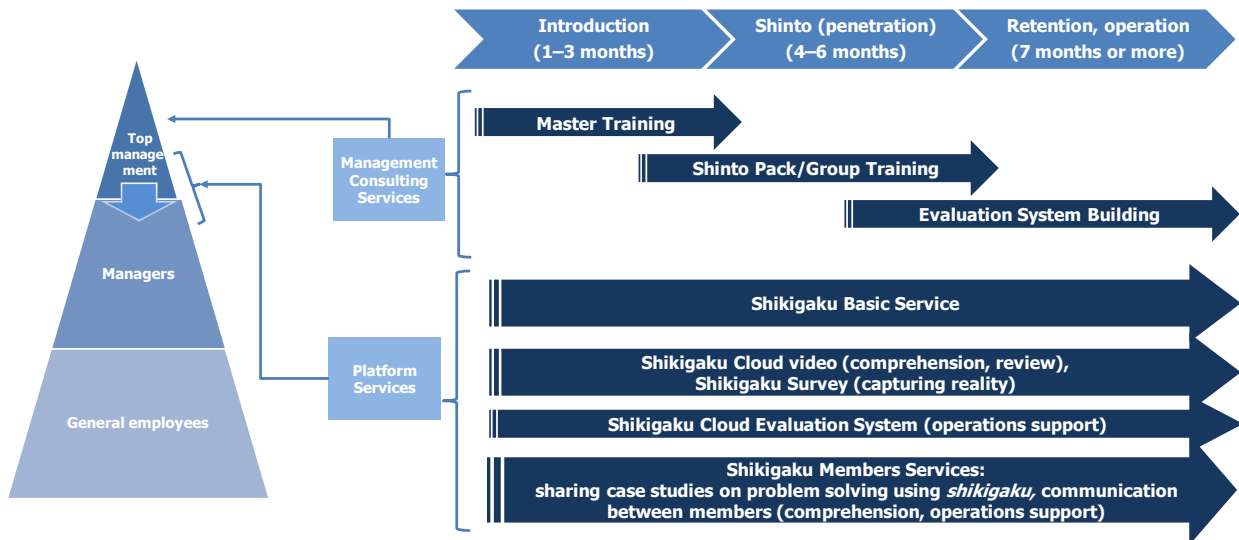 Introduction
(1–3 months)
Shinto (penetration)
(4–6 months)
Retention, operation
(7 months or more)
Top
manage
ment
Managers
General employees
Management
Consulting
Services
Platform
Services
Master Training
Shinto Pack/Group Training
Evaluation System Building
Shikigaku Basic Service
Shikigaku Cloud video (comprehension, review),
Shikigaku Survey (capturing reality)
Shikigaku Cloud Evaluation System (operations support)
Shikigaku Members Services:
sharing case studies on problem solving using shikigaku, communication
between members (comprehension, operations support)